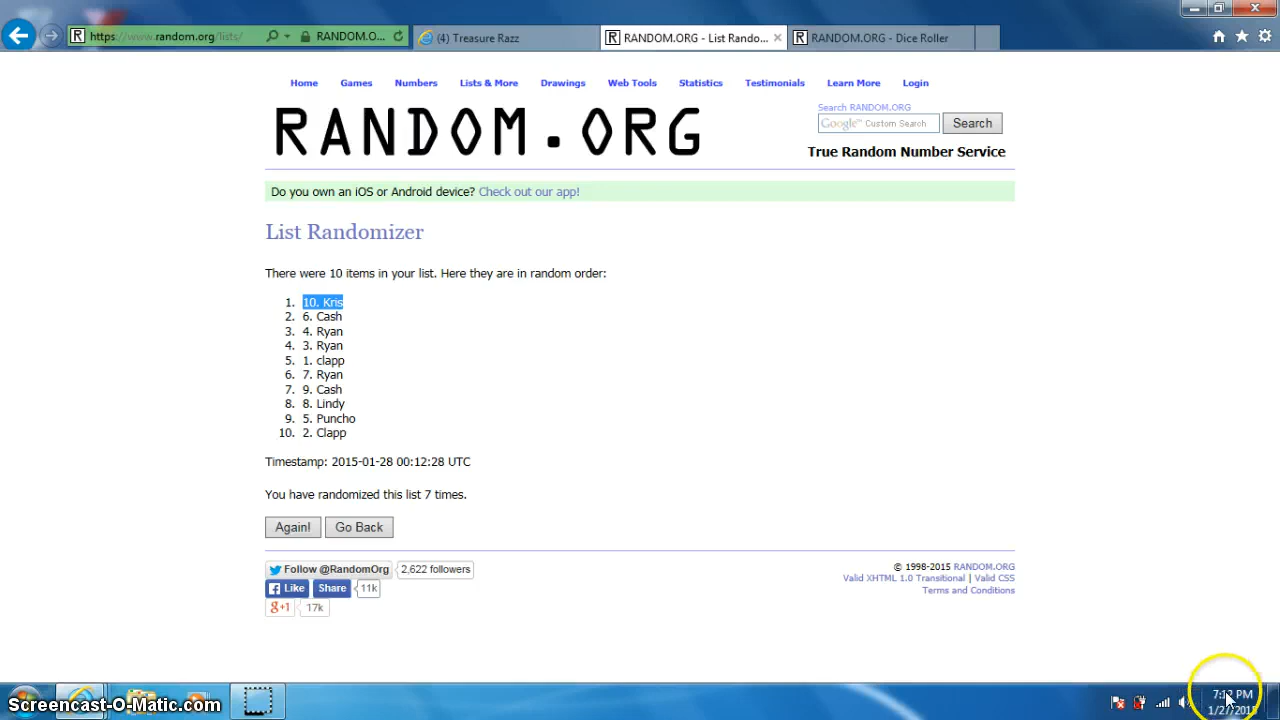 https://www.random.org/lists/
RANDOM.O...
(4) Treasure Razz
RANDOM.ORG - List Rando...
RANDOM.ORG - Dice Roller
Home Games Numbers Lists & More Drawings Web Tools Statistics Testimonials Learn More Login
RANDOM.ORG
Search RANDOM.ORG
Google™ Custom Search
Search
True Random Number Service
Do you own an iOS or Android device? Check out our app!
List Randomizer
There were 10 items in your list. Here they are in random order:
1. 10. Kris
2. 6. Cash
3. 4. Ryan
4. 3. Ryan
5. 1. clapp
6. 7. Ryan
7. 9. Cash
8. 8. Lindy
9. 5. Puncho
10. 2. Clapp
Timestamp: 2015-01-28 00:12:28 UTC
You have randomized this list 7 times.
Again! Go Back
Follow @RandomOrg 2,622 followers
Like Share 11k
g+1 17k
© 1998-2015 RANDOM.ORG
Valid XHTML 1.0 Transitional | Valid CSS
Terms and Conditions
Screencast-O-Matic.com
PM
1/27/2015